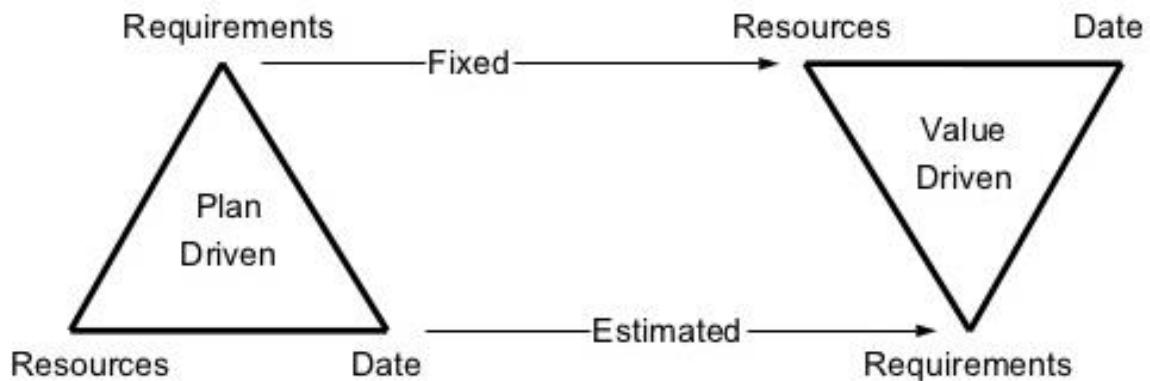 Requirements
Resources Date
Fixed
Value
Driven
Plan
Driven
Estimated
Resources Date
Requirements